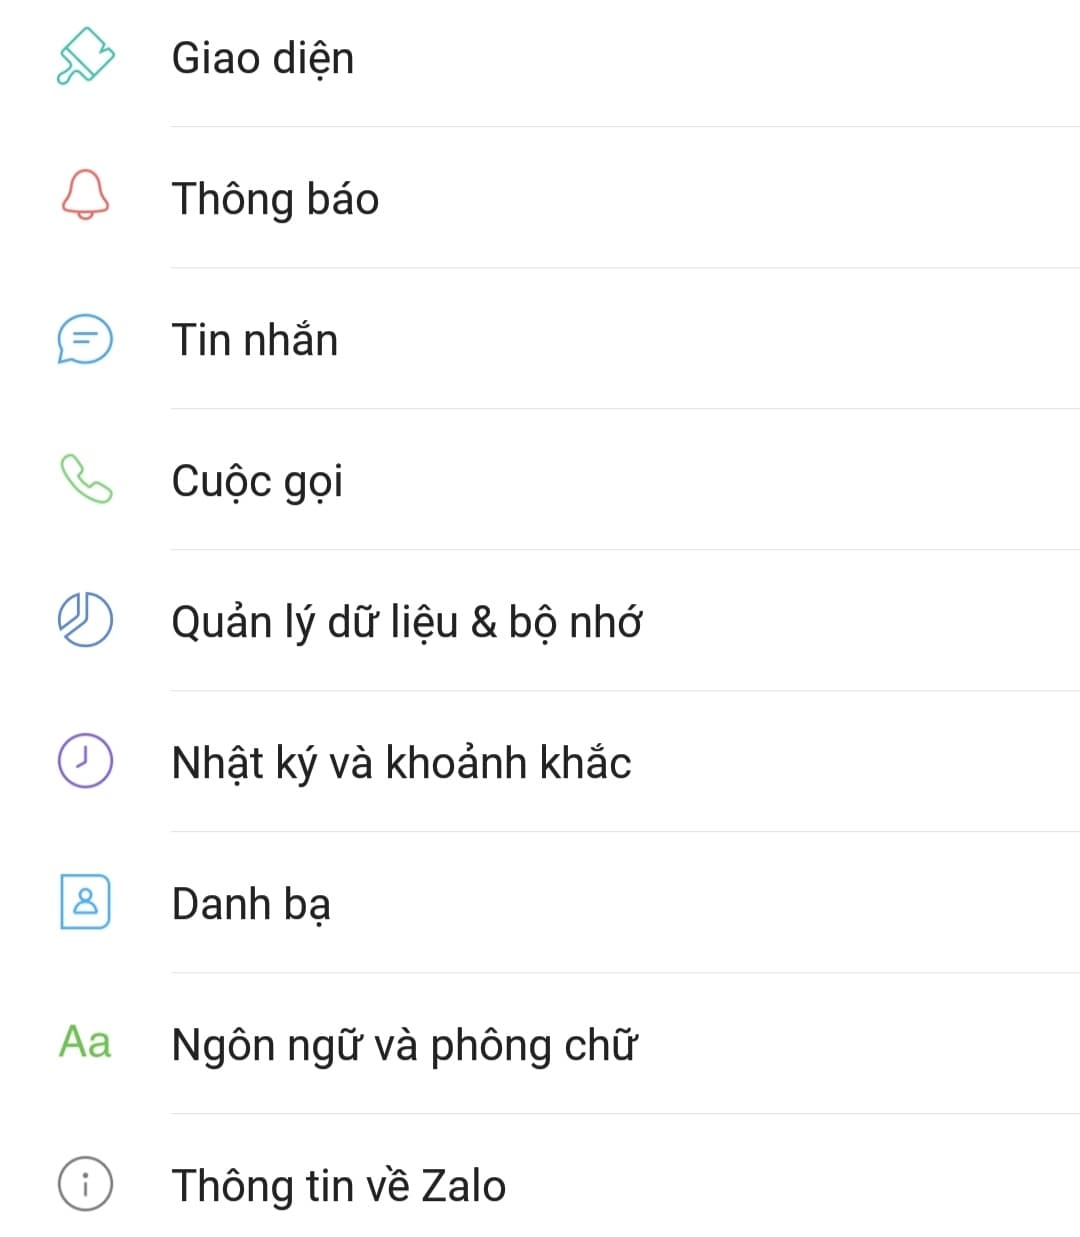 Giao diện
Thông báo
Tin nhắn
Cuộc gọi
Quản lý dữ liệu & bộ nhớ
Nhật ký và khoảnh khắc
Danh bạ
Aa Ngôn ngữ và phông chữ
Thông tin về Zalo